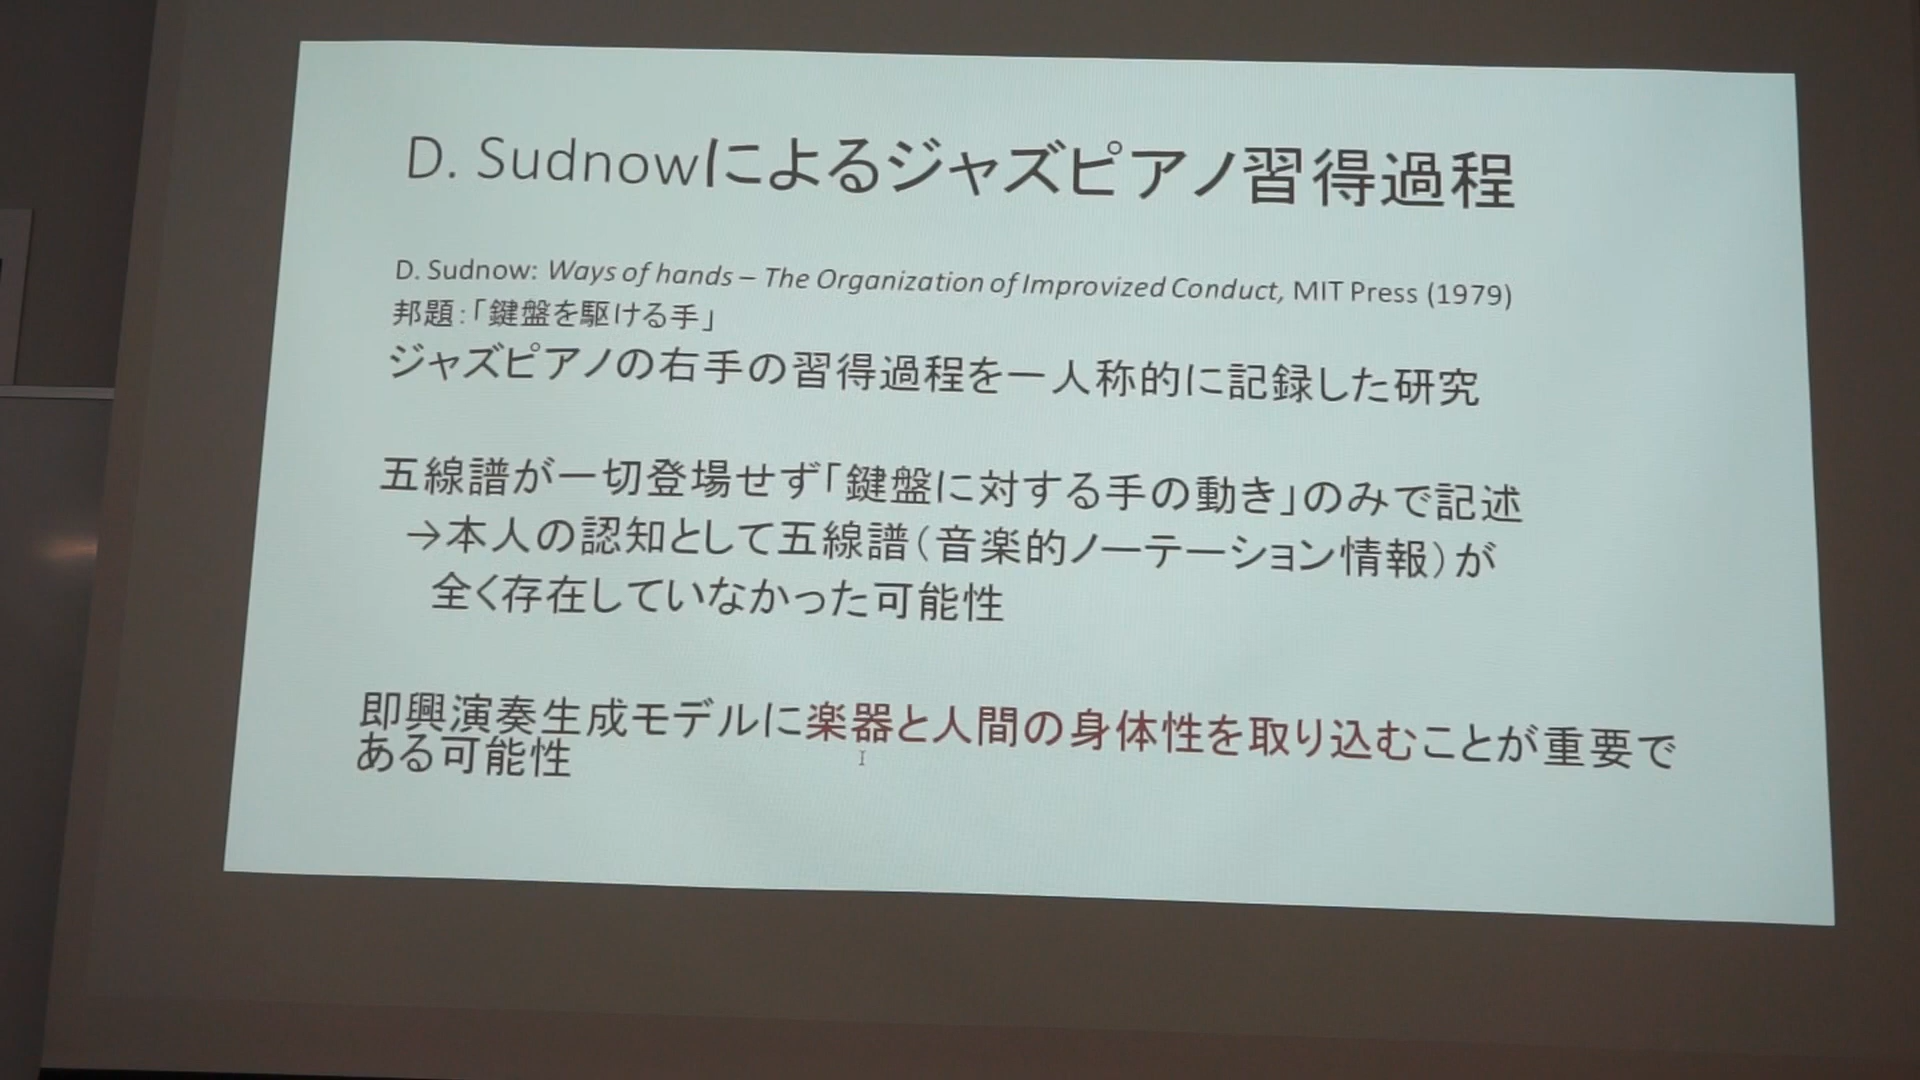 D. Sudnowによるジャズピアノ習得過程
D. Sudnow: Ways of hands – The Organization of Improvized Conduct, MIT Press (1979)
邦題:「鍵盤を駆ける手」
ジャズピアノの右手の習得過程を一人称的に記録した研究
五線譜が一切登場せず「鍵盤に対する手の動き」のみで記述
→本人の認知として五線譜(音楽的ノーテーション情報)が
全く存在していなかった可能性
即興演奏生成モデルに楽器と人間の身体性を取り込むことが重要で
ある可能性